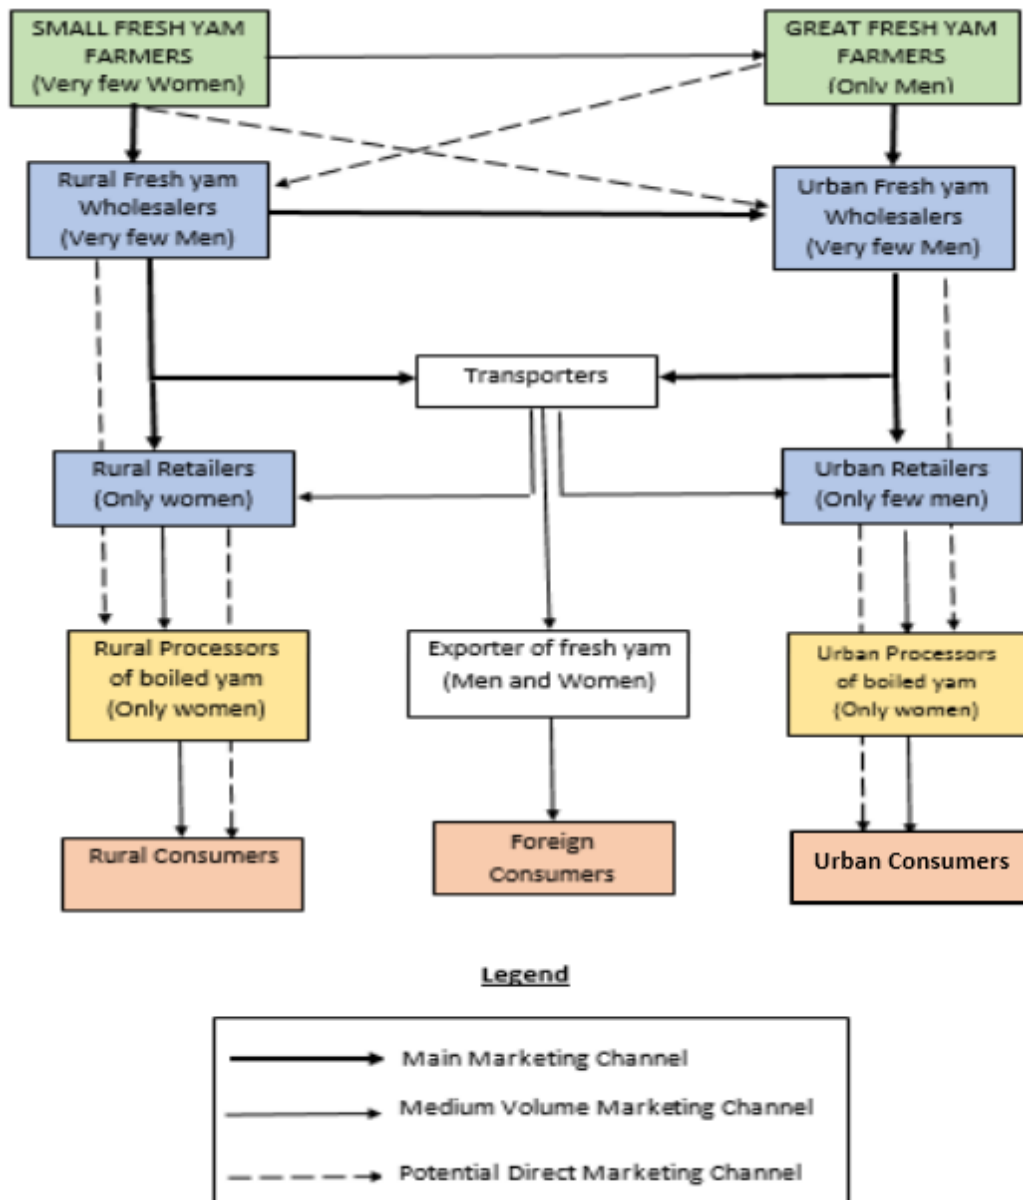 SMALL FRESH YAM
FARMERS
(Very few Women)
GREAT FRESH YAM
FARMERS
(Only Men)
Rural Fresh yam
Wholesalers
(Very few Men)
Urban Fresh yam
Wholesalers
(Very few Men)
Transporters
Rural Retailers
(Only women)
Urban Retailers
(Only few men)
Rural Processors
of boiled yam
(Only women)
Exporter of fresh yam
(Men and Women)
Urban Processors
of boiled yam
(Only women)
Rural Consumers
Foreign
Consumers
Urban Consumers
Legend
Main Marketing Channel
Medium Volume Marketing Channel
Potential Direct Marketing Channel